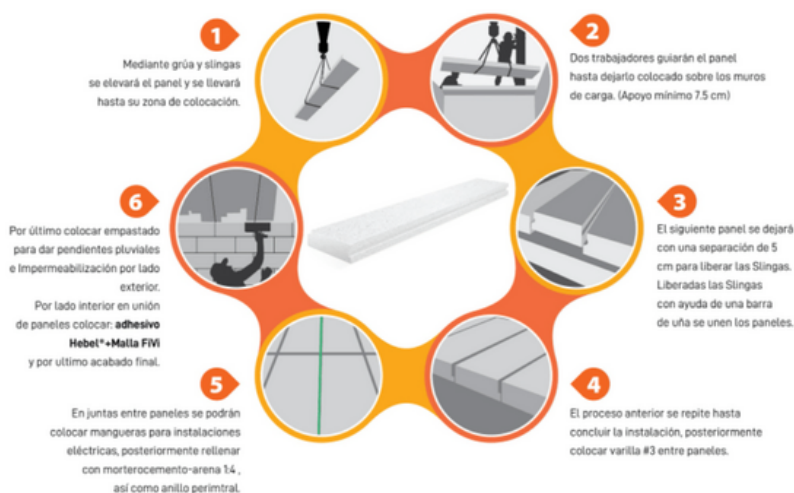 1
Mediante grúa y slingas
se elevará el panel y se llevará
hasta su zona de colocación.
2
Dos trabajadores guiarán el panel
hasta dejarlo colocado sobre los muros
de carga. (Apoyo mínimo 7.5 cm)
3
El siguiente panel se dejará
con una separación de 5
cm para liberar las Slingas.
Liberadas las Slingas
con ayuda de una barra
de uña se unen los paneles.
4
El proceso anterior se repite hasta
concluir la instalación, posteriormente
colocar varilla #3 entre paneles.
5
En juntas entre paneles se podrán
colocar mangueras para instalaciones
eléctricas, posteriormente rellenar
con morterocemento-arena 1:4 ,
así como anillo perimtral.
6
Por último colocar empastado
para dar pendientes pluviales
e Impermeabilización por lado
exterior.
Por lado interior en unión
de paneles colocar: adhesivo
Hebel®+Malla FiVi
y por ultimo acabado final.